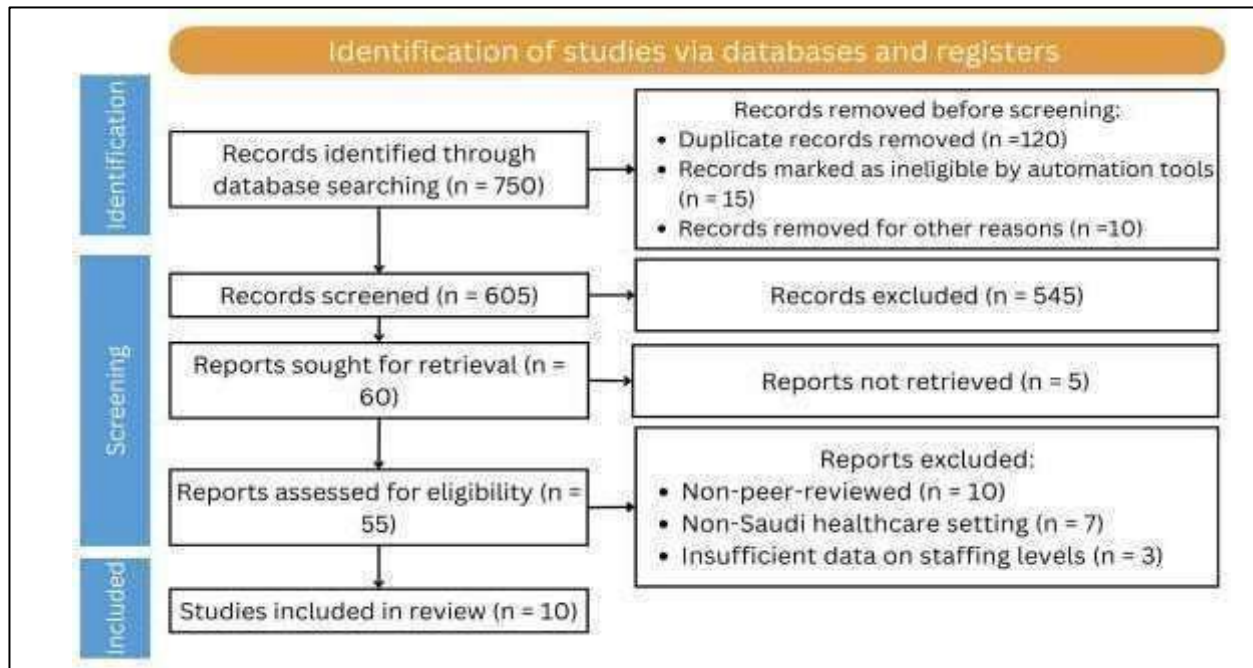 Identification of studies via databases and registers
Identification
Records identified through
database searching (n = 750)
Records removed before screening:
• Duplicate records removed (n =120)
• Records marked as ineligible by automation tools
(n = 15)
• Records removed for other reasons (n =10)
Screening
Records screened (n = 605)
Records excluded (n = 545)
Reports sought for retrieval (n =
60)
Reports not retrieved (n = 5)
Reports assessed for eligibility (n =
55)
Reports excluded:
• Non-peer-reviewed (n = 10)
• Non-Saudi healthcare setting (n = 7)
• Insufficient data on staffing levels (n = 3)
Included
Studies included in review (n = 10)